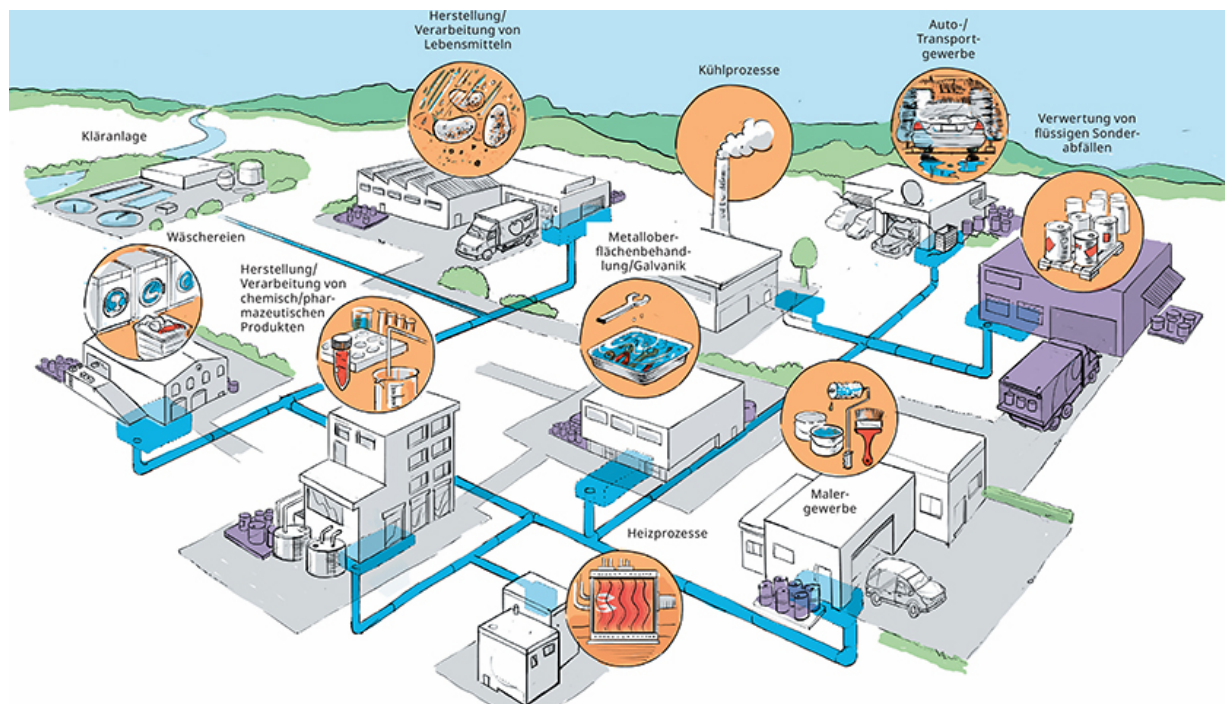 Herstellung/
Verarbeitung von
Lebensmitteln
Auto-/
Transport-
gewerbe
Kühlprozesse
Verwertung von
flüssigen Sonder-
abfällen
Kläranlage
Wäschereien
Herstellung/
Verarbeitung von
chemisch/phar-
mazeutischen
Produkten
Metallober-
flächenbehand-
lung/Galvanik
Maler-
gewerbe
Heizprozesse